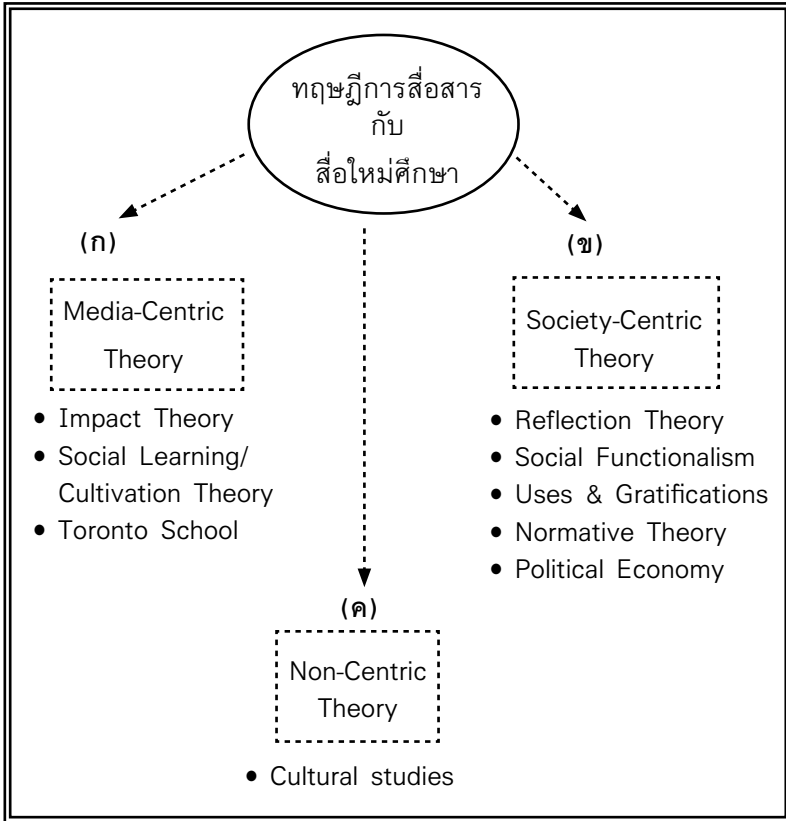 ทฤษฎีการสื่อสาร
กับ
สื่อใหม่ศึกษา
(ก)
Media-Centric
Theory
• Impact Theory
• Social Learning/
Cultivation Theory
• Toronto School
(ข)
Society-Centric
Theory
• Reflection Theory
• Social Functionalism
• Uses & Gratifications
• Normative Theory
• Political Economy
(ค)
Non-Centric
Theory
• Cultural studies